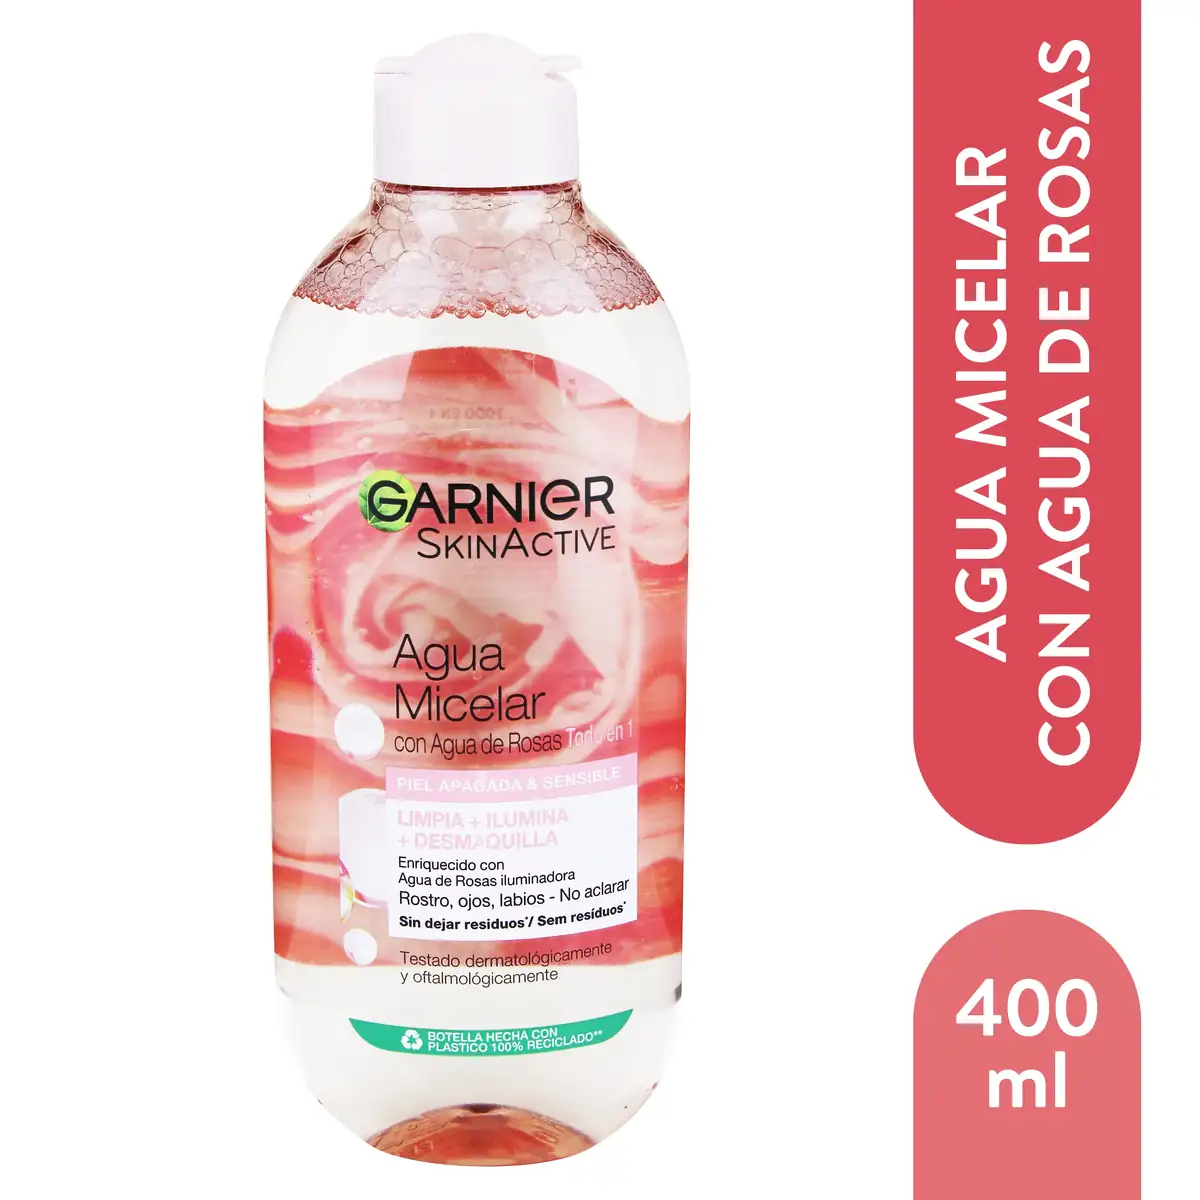 GARNIER
SKINACTIVE
Agua
Micelar
con Agua de Rosas Todo en 1
PIEL APAGADA & SENSIBLE
LIMPIA + ILUMINA
+ DESMAQUILLA
Enriquecido con
Agua de Rosas iluminadora
Rostro, ojos, labios - No aclarar
Sin dejar residuos*/ Sem resíduos*
Testado dermatológicamente
y oftalmológicamente
BOTELLA HECHA CON
PLASTICO 100% RECICLADO**
AGUA MICELAR
CON AGUA DE ROSAS
400
ml